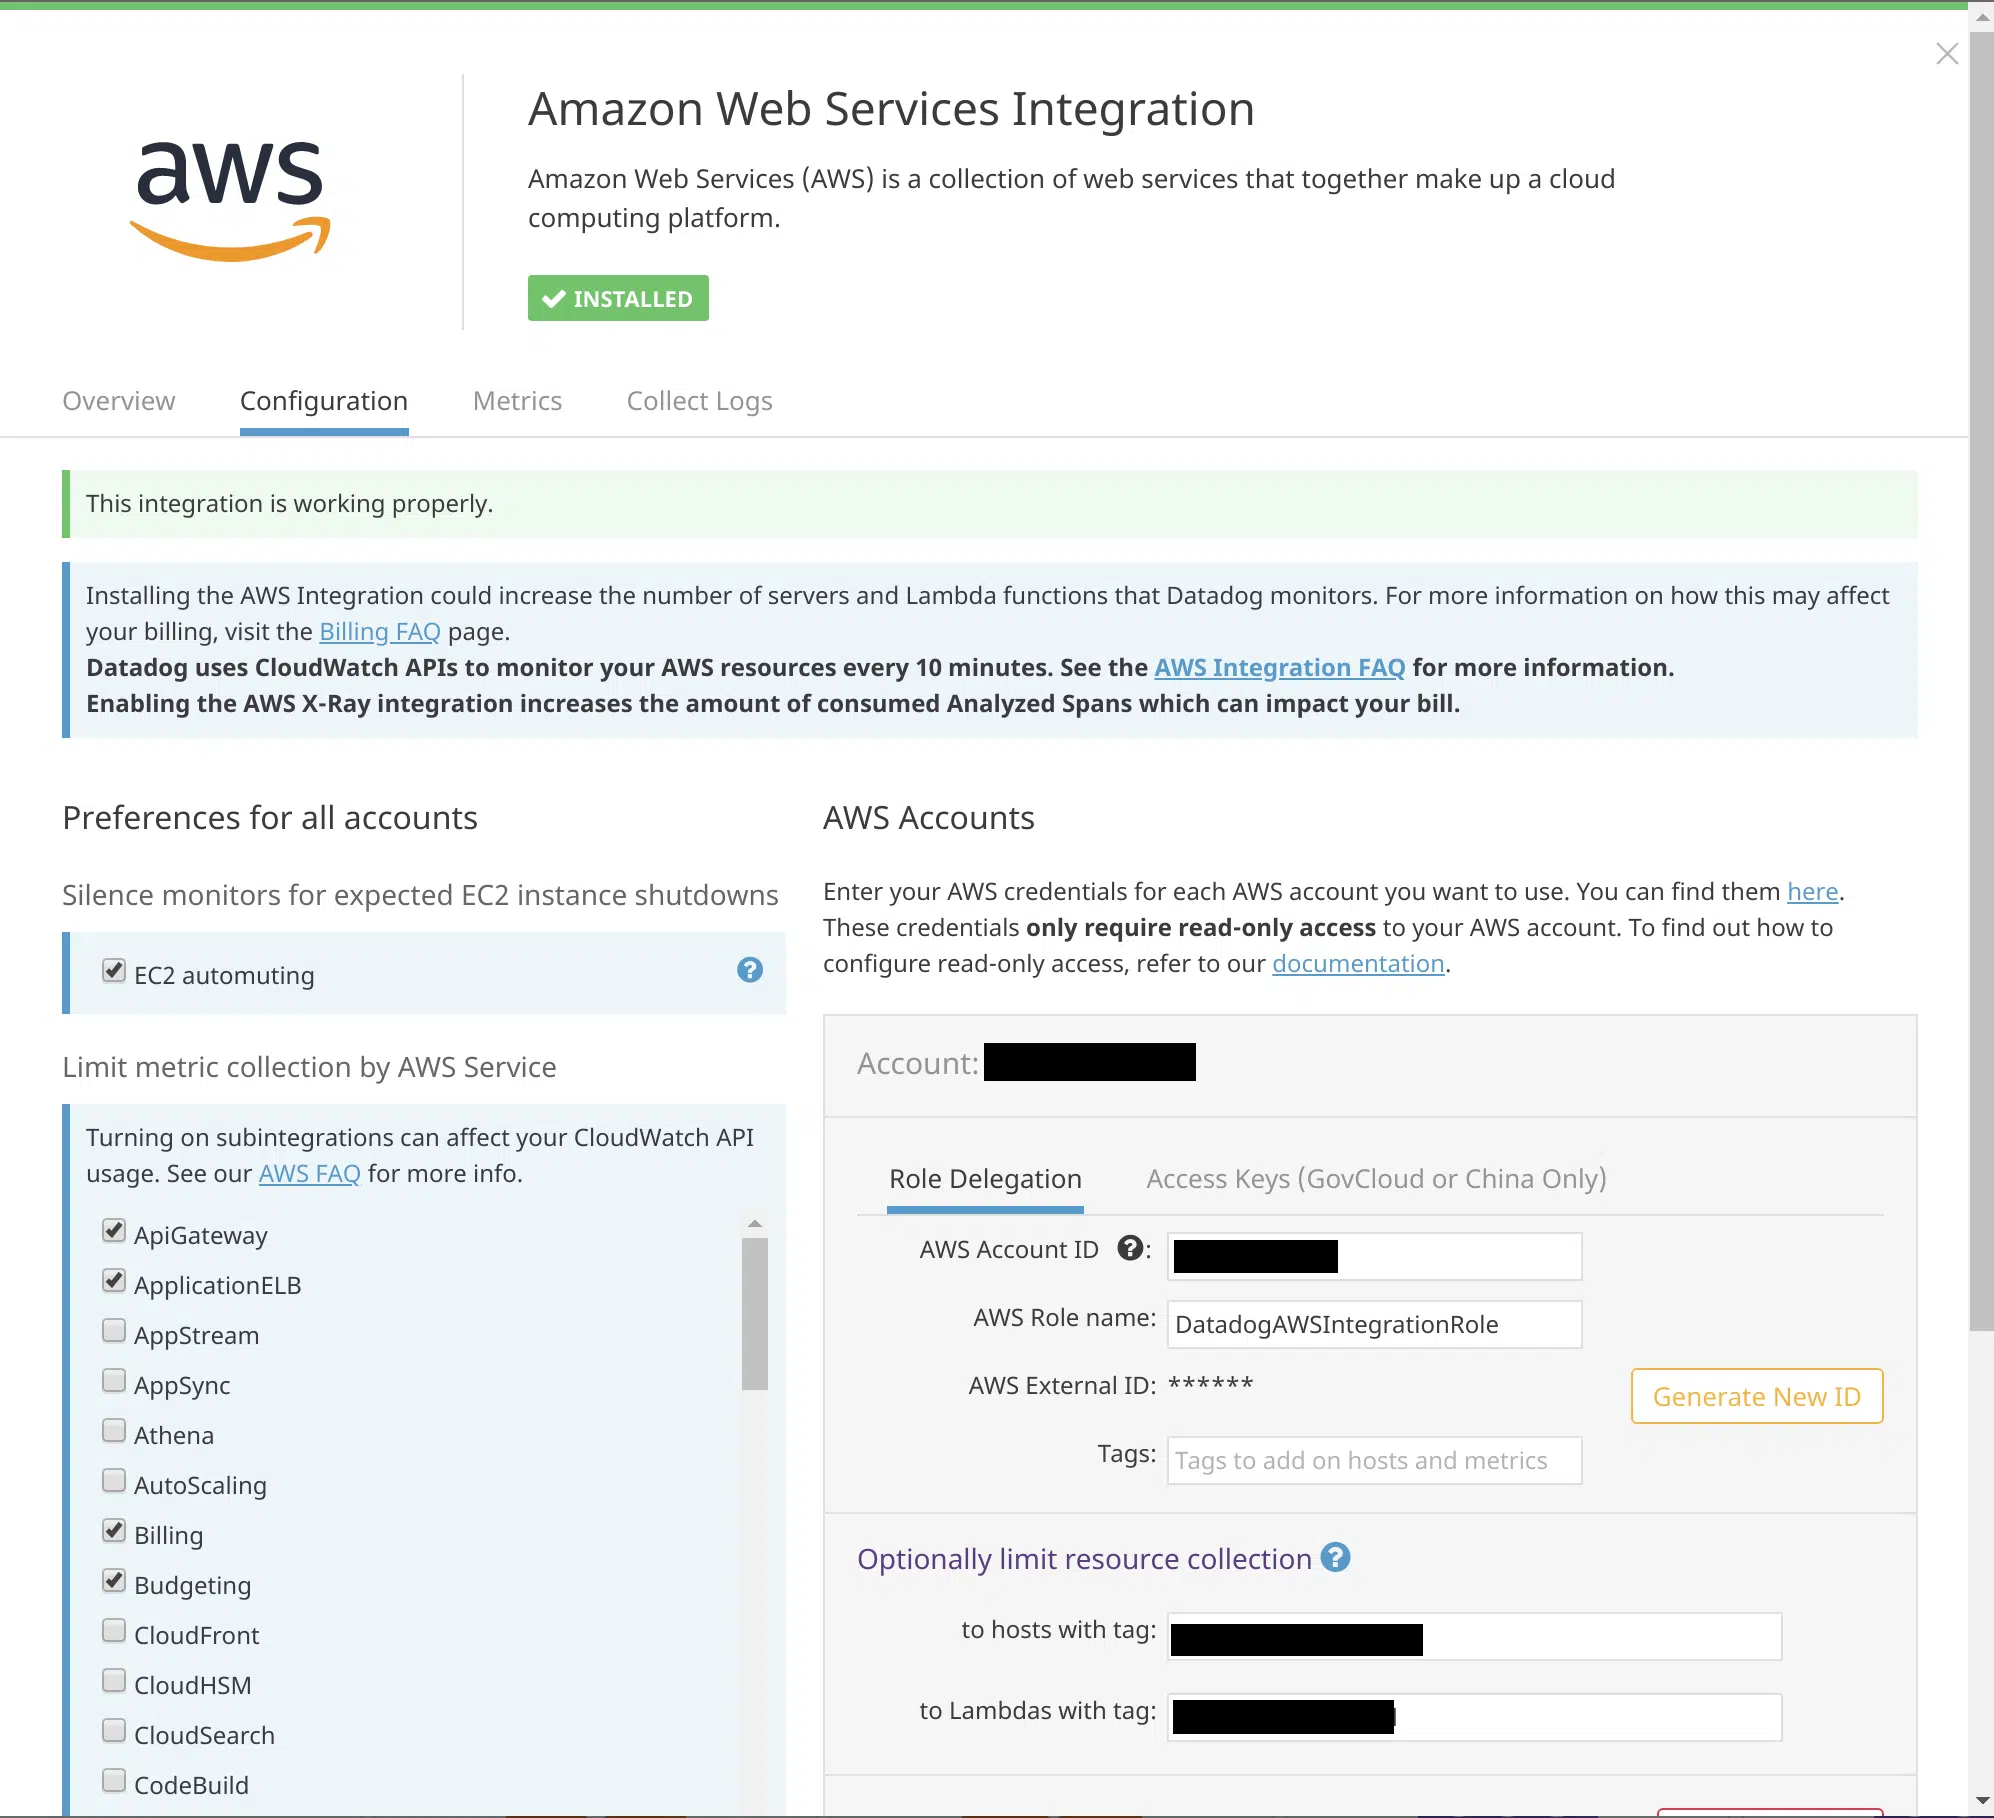 aws
Amazon Web Services Integration
Amazon Web Services (AWS) is a collection of web services that together make up a cloud
computing platform.
INSTALLED
Overview Configuration Metrics Collect Logs
This integration is working properly.
Installing the AWS Integration could increase the number of servers and Lambda functions that Datadog monitors. For more information on how this may affect
your billing, visit the Billing FAQ page.
Datadog uses CloudWatch APIs to monitor your AWS resources every 10 minutes. See the AWS Integration FAQ for more information.
Enabling the AWS X-Ray integration increases the amount of consumed Analyzed Spans which can impact your bill.
Preferences for all accounts
Silence monitors for expected EC2 instance shutdowns
EC2 automuting
?
Limit metric collection by AWS Service
Turning on subintegrations can affect your CloudWatch API
usage. See our AWS FAQ for more info.
ApiGateway
ApplicationELB
AppStream
AppSync
Athena
AutoScaling
Billing
Budgeting
CloudFront
CloudHSM
CloudSearch
CodeBuild
AWS Accounts
Enter your AWS credentials for each AWS account you want to use. You can find them here.
These credentials only require read-only access to your AWS account. To find out how to
configure read-only access, refer to our documentation.
Account:
Role Delegation Access Keys (GovCloud or China Only)
AWS Account ID ?:
AWS Role name: DatadogAWSIntegrationRole
AWS External ID: ******
Generate New ID
Tags: Tags to add on hosts and metrics
Optionally limit resource collection ?
to hosts with tag:
to Lambdas with tag: